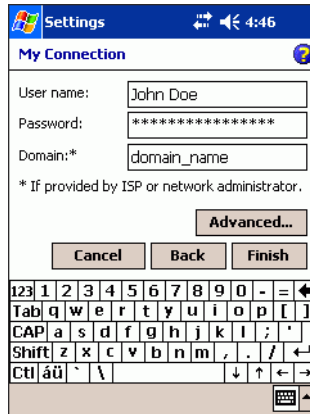 Settings 4:46
My Connection ?
User name: John Doe
Password: ****************
Domain:* domain_name
* If provided by ISP or network administrator.
Advanced...
Cancel Back Finish
123 1 2 3 4 5 6 7 8 9 0 - =
Tab q w e r t y u i o p [ ]
CAP a s d f g h j k l ; '
Shift z x c v b n m , . /
Ctl áü ` \